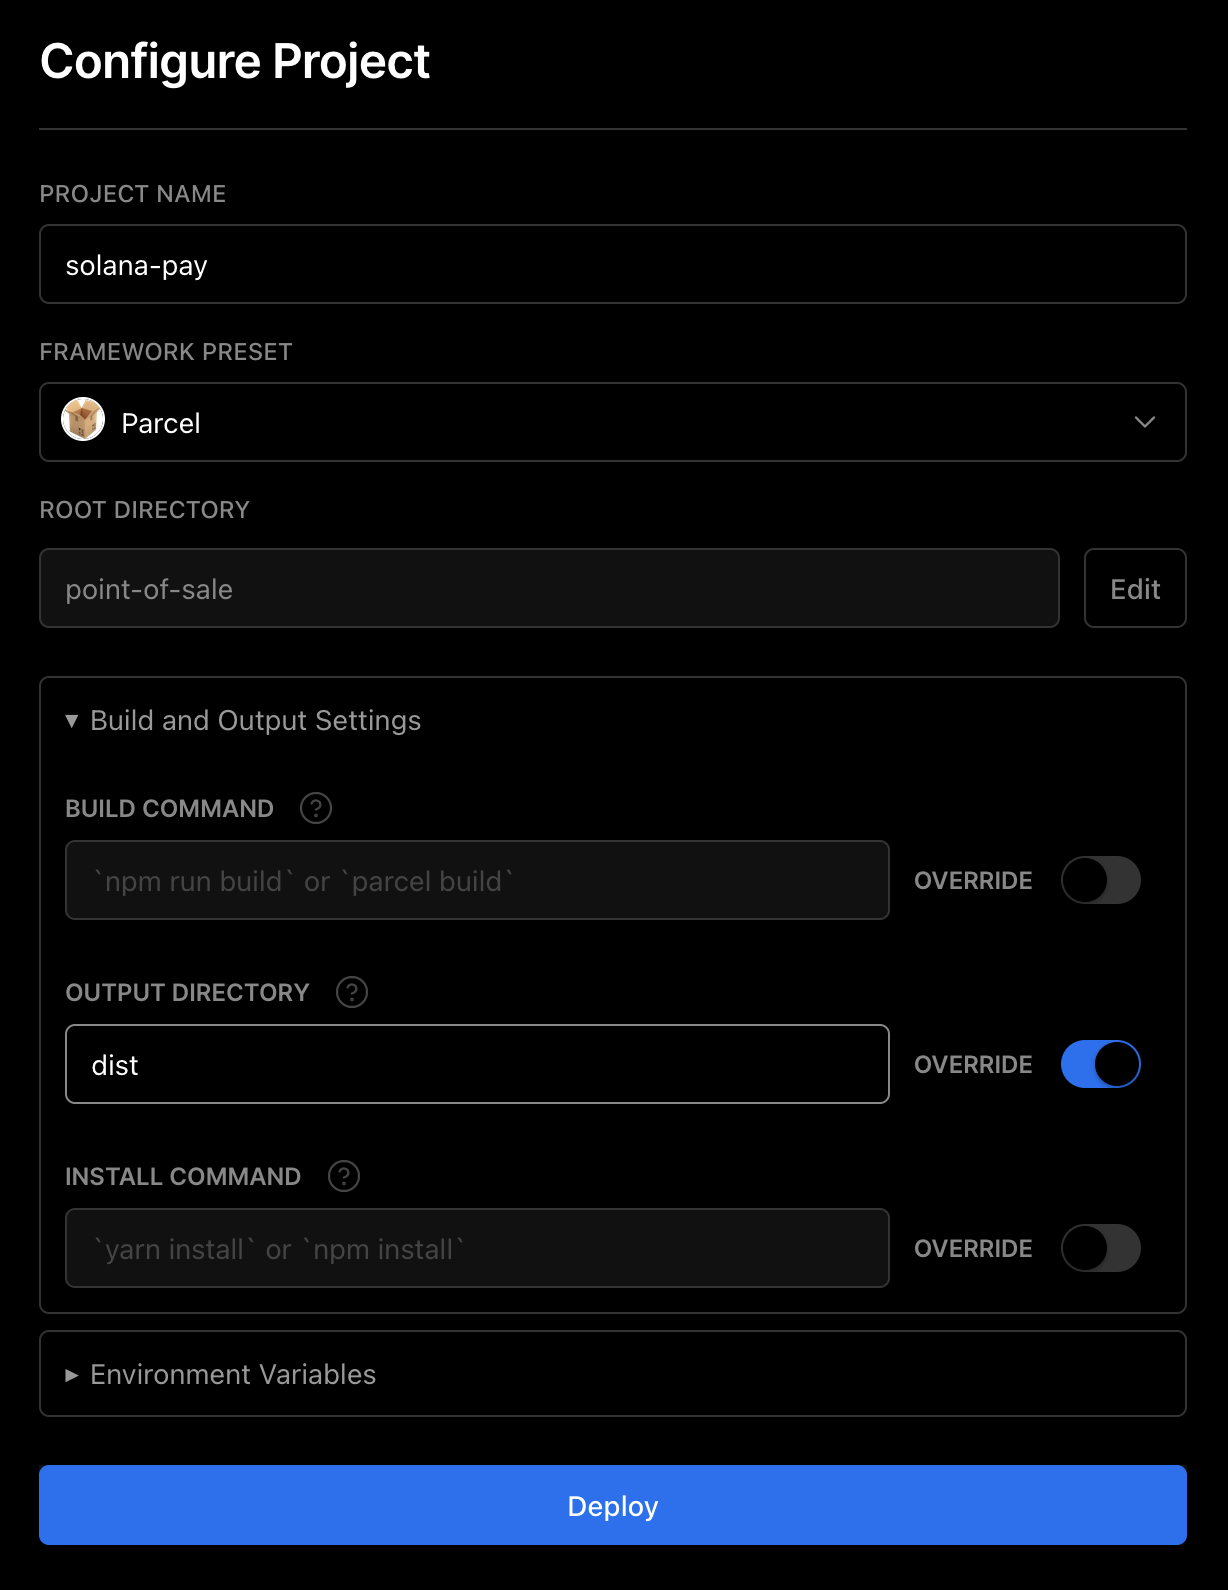 Configure Project
PROJECT NAME
solana-pay
FRAMEWORK PRESET
Parcel
ROOT DIRECTORY
point-of-sale
Edit
▼ Build and Output Settings
BUILD COMMAND ?
`npm run build` or `parcel build`
OVERRIDE
OUTPUT DIRECTORY ?
dist
OVERRIDE
INSTALL COMMAND ?
`yarn install` or `npm install`
OVERRIDE
► Environment Variables
Deploy